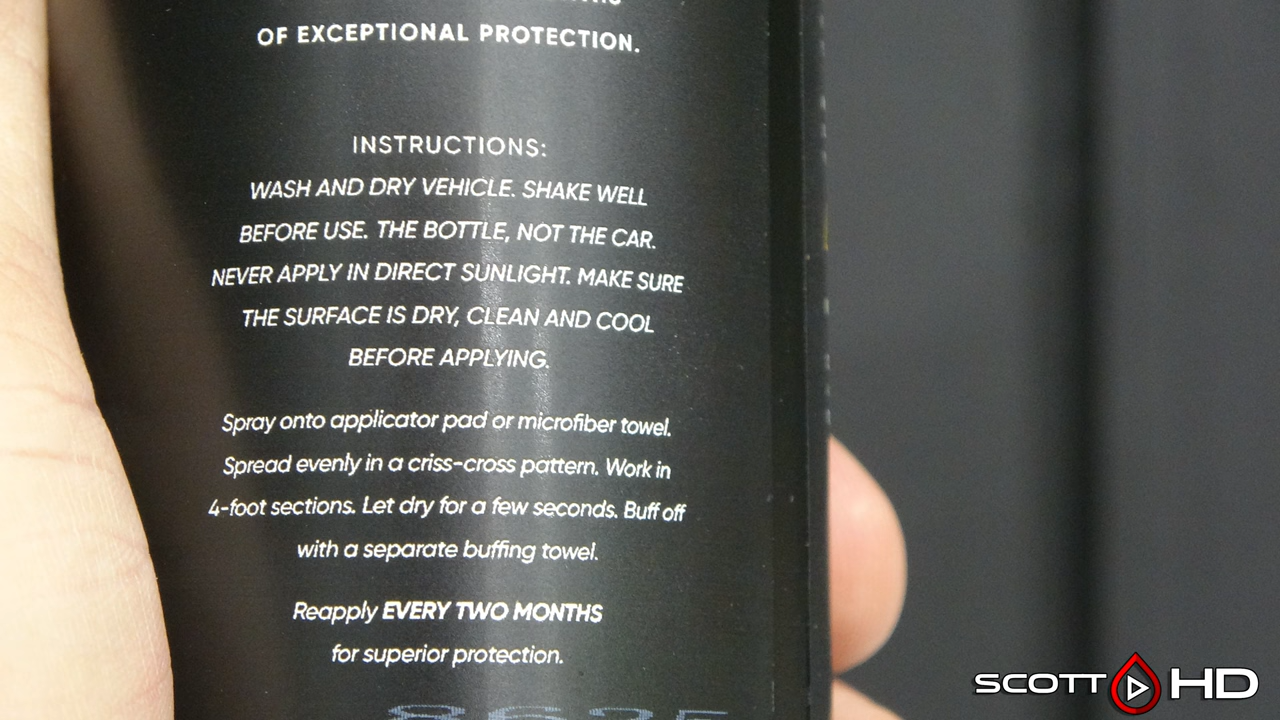 OF EXCEPTIONAL PROTECTION.
INSTRUCTIONS:
WASH AND DRY VEHICLE. SHAKE WELL
BEFORE USE. THE BOTTLE, NOT THE CAR.
NEVER APPLY IN DIRECT SUNLIGHT. MAKE SURE
THE SURFACE IS DRY, CLEAN AND COOL
BEFORE APPLYING.
Spray onto applicator pad or microfiber towel.
Spread evenly in a criss-cross pattern. Work in
4-foot sections. Let dry for a few seconds. Buff off
with a separate buffing towel.
Reapply EVERY TWO MONTHS
for superior protection.
SCOTT HD